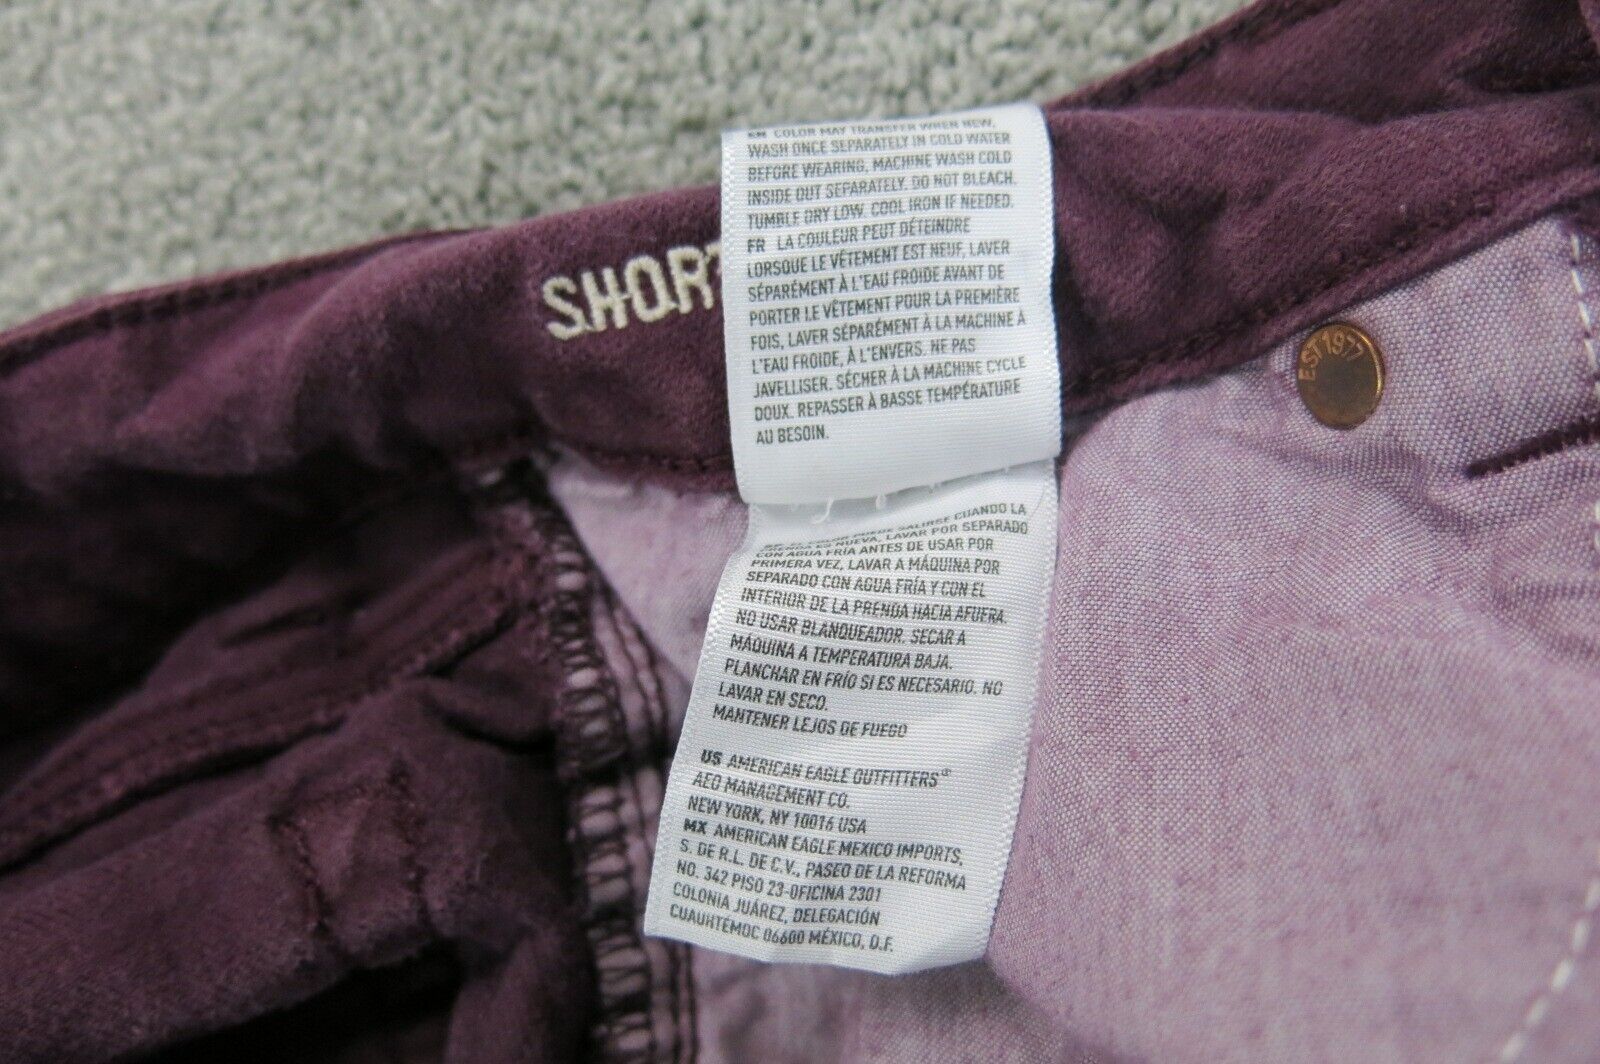 EN COLOR MAY TRANSFER WHEN NEW,
WASH ONCE SEPARATELY IN COLD WATER
BEFORE WEARING, MACHINE WASH COLD
INSIDE OUT SEPARATELY. DO NOT BLEACH.
TUMBLE DRY LOW. COOL IRON IF NEEDED.
FR LA COULEUR PEUT DÉTEINDRE
LORSQUE LE VÊTEMENT EST NEUF, LAVER
SÉPARÉMENT À L'EAU FROIDE AVANT DE
PORTER LE VÊTEMENT POUR LA PREMIÈRE
FOIS, LAVER SÉPARÉMENT À LA MACHINE À
L'EAU FROIDE, À L'ENVERS. NE PAS
JAVELLISER. SÉCHER À LA MACHINE CYCLE
DOUX. REPASSER À BASSE TEMPÉRATURE
AU BESOIN.
SHORT
EST 1977
PUEDE SALIRSE CUANDO LA
PRENDA ES NUEVA, LAVAR POR SEPARADO
CON AGUA FRÍA ANTES DE USAR POR
PRIMERA VEZ, LAVAR A MÁQUINA POR
SEPARADO CON AGUA FRÍA Y CON EL
INTERIOR DE LA PRENDA HACIA AFUERA.
NO USAR BLANQUEADOR. SECAR A
MÁQUINA A TEMPERATURA BAJA.
PLANCHAR EN FRÍO SI ES NECESARIO. NO
LAVAR EN SECO.
MANTENER LEJOS DE FUEGO
US AMERICAN EAGLE OUTFITTERS®
AEO MANAGEMENT CO.
NEW YORK, NY 10016 USA
MX AMERICAN EAGLE MEXICO IMPORTS,
S. DE R.L. DE C.V., PASEO DE LA REFORMA
NO. 342 PISO 23-OFICINA 2301
COLONIA JUÁREZ, DELEGACIÓN
CUAUHTÉMOC 06600 MÉXICO, D.F.